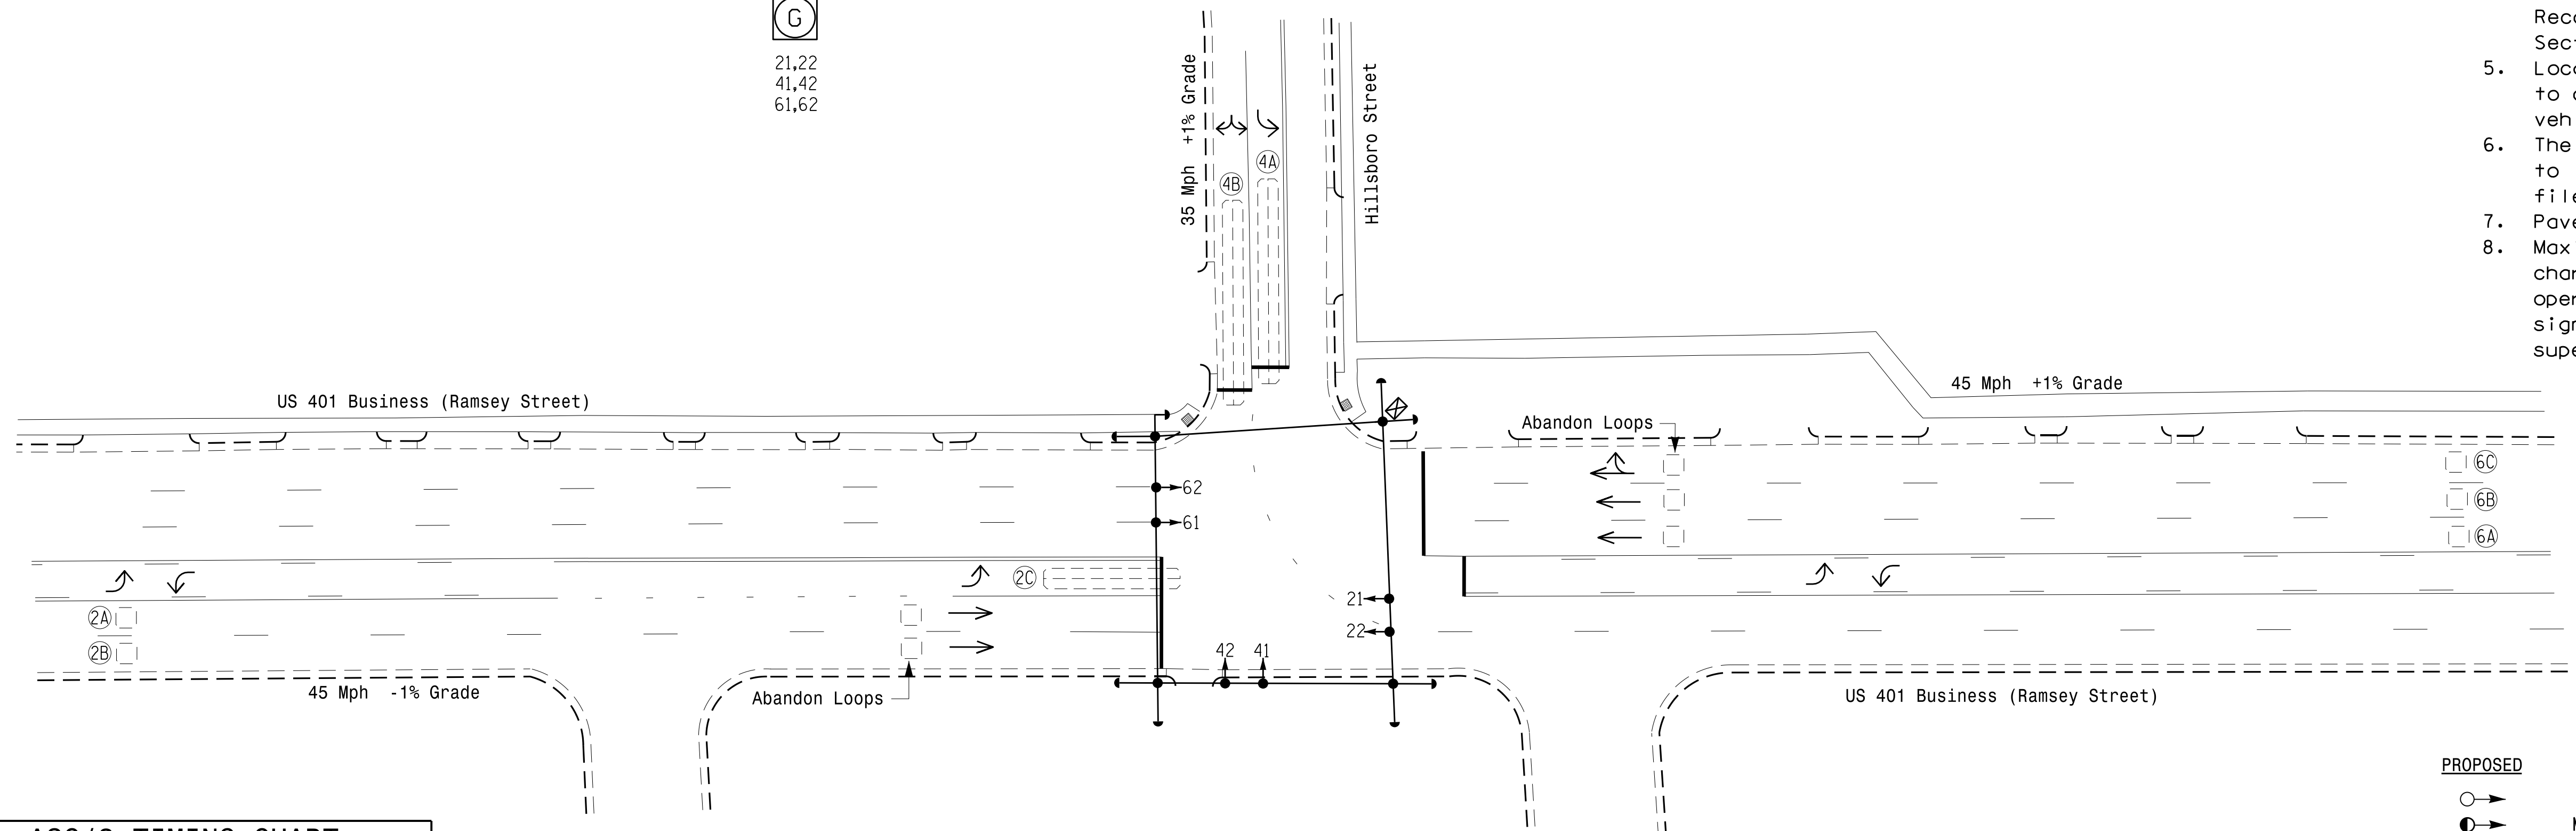 G
21,22
41,42
61,62
35 Mph +1% Grade
Hillsboro Street
4A
4B
5.
6.
7.
8.
The
to
US 401 Business (Ramsey Street)
45 Mph +1% Grade
Abandon Loops
6C
6B
6A
62
61
2C
2A
2B
21
22
42 41
45 Mph -1% Grade
Abandon Loops
US 401 Business (Ramsey Street)
PROPOSED